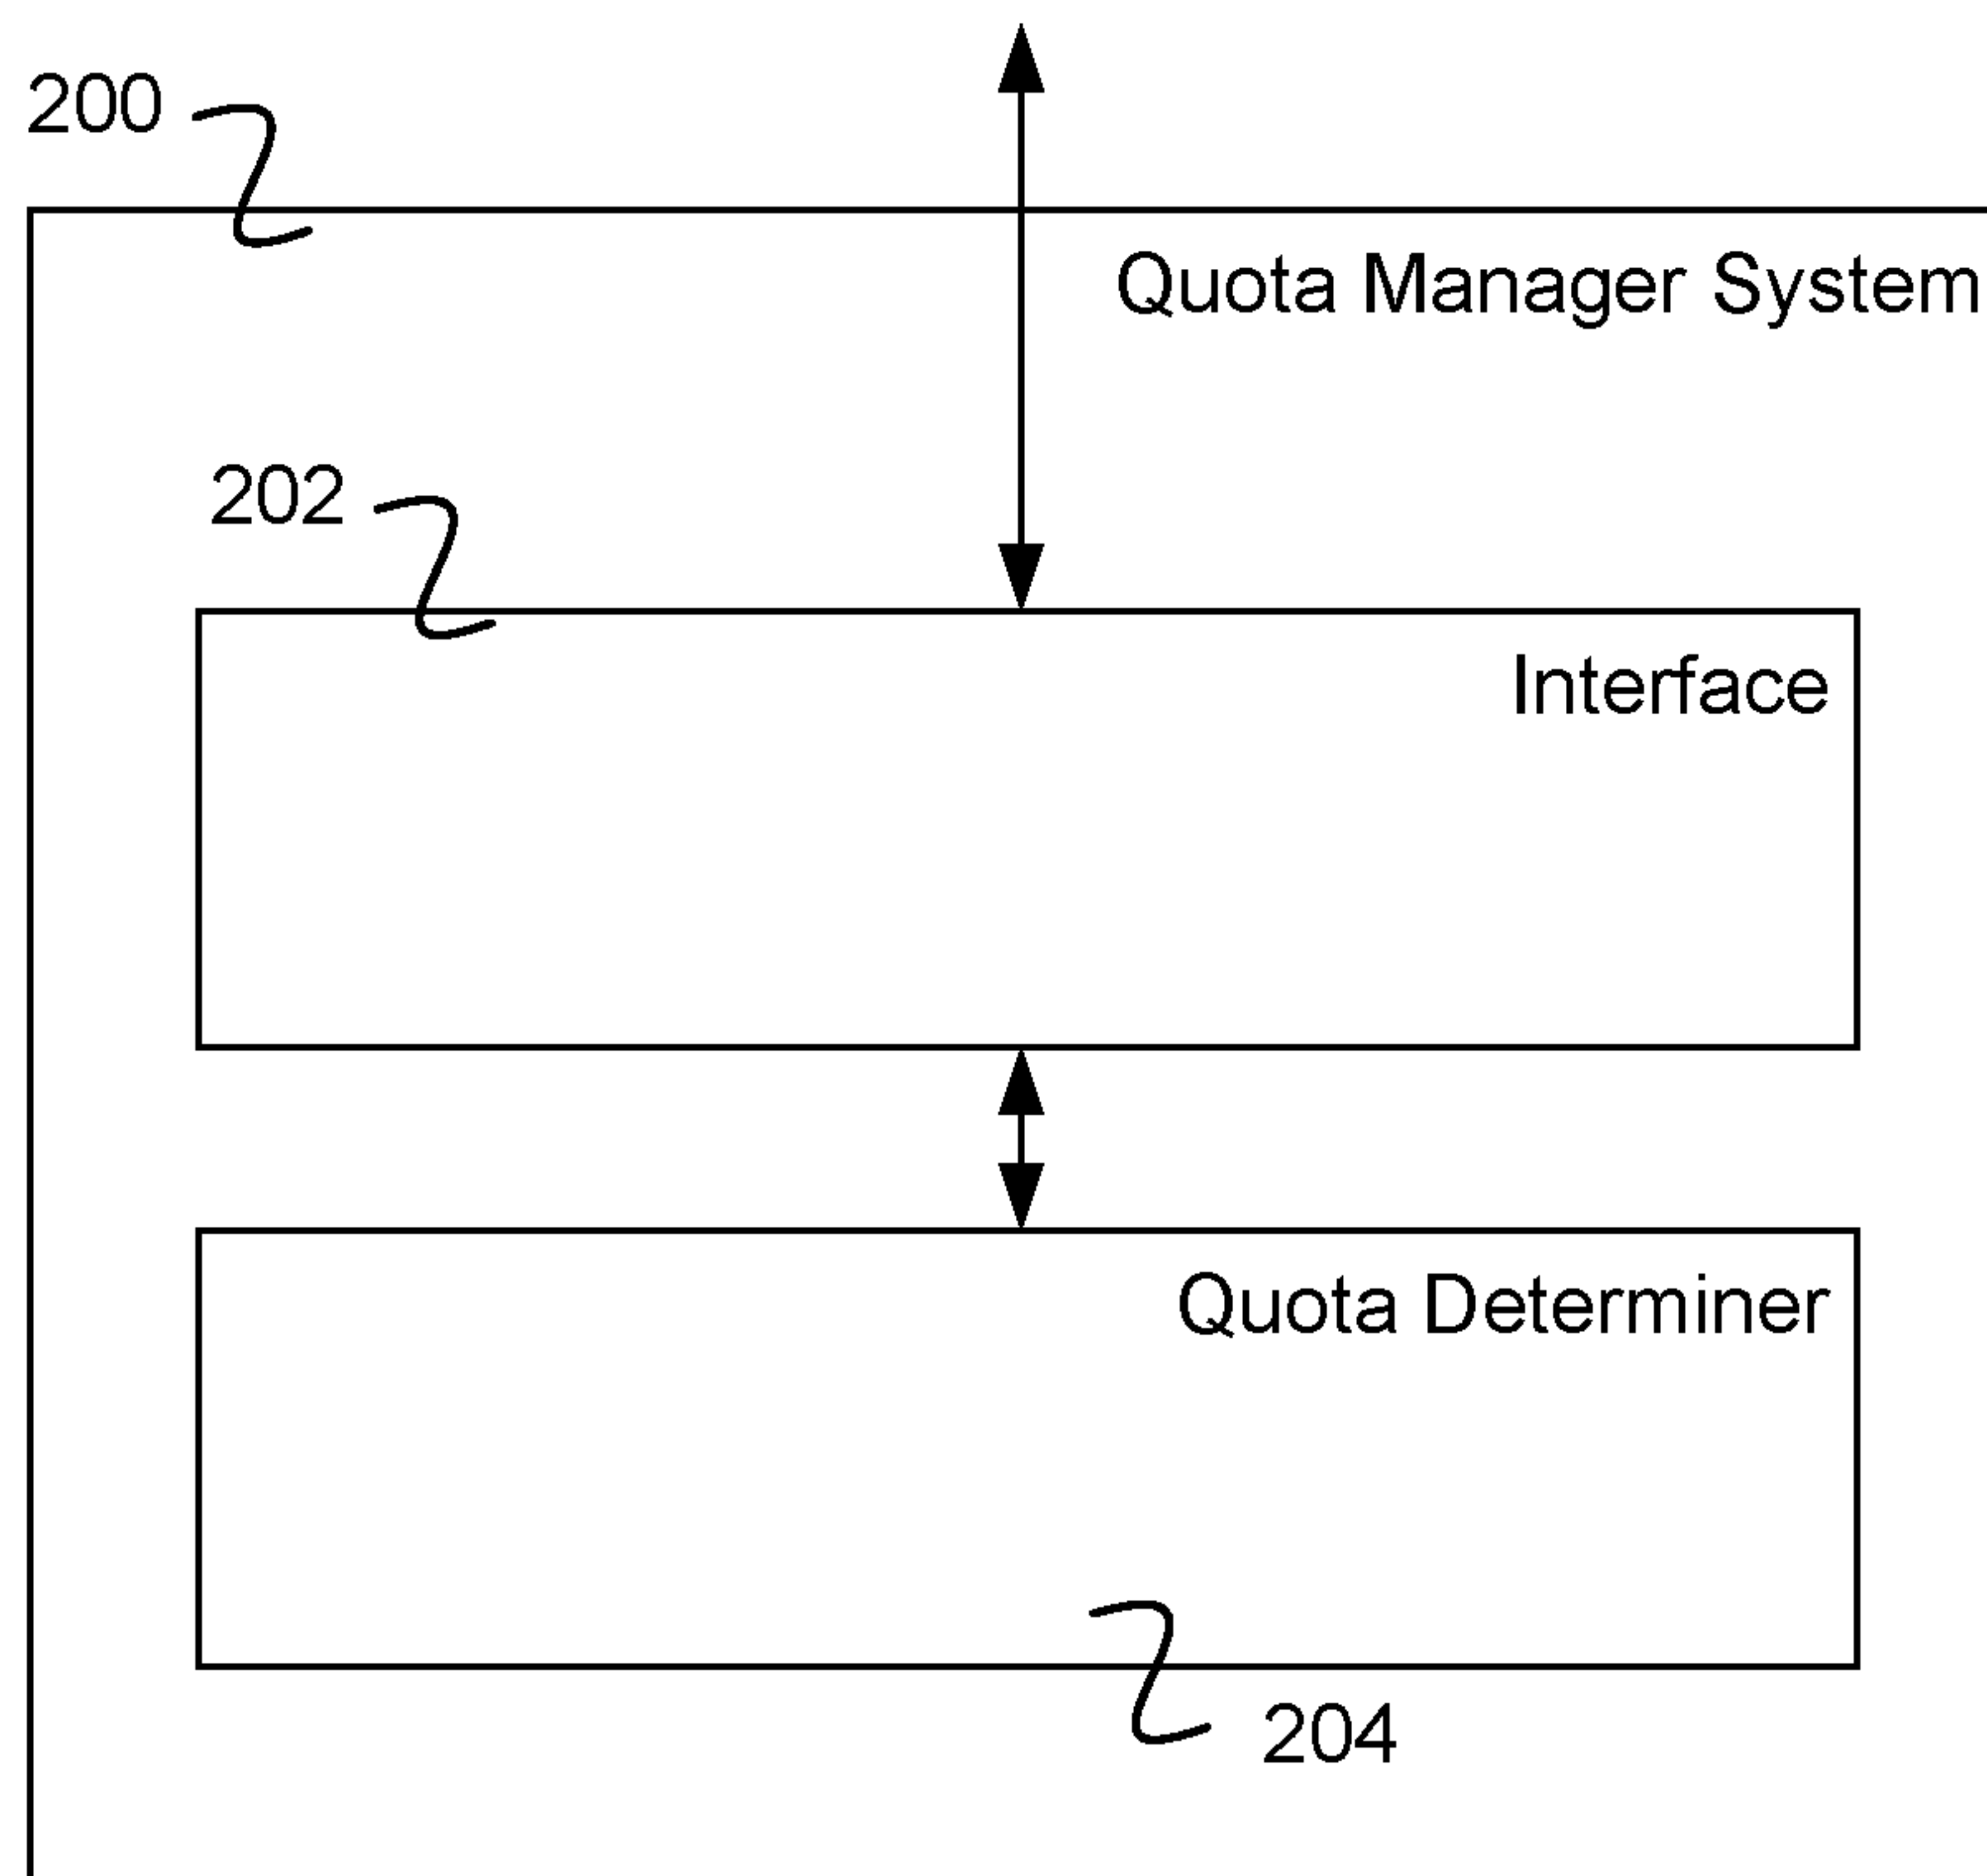 200
Quota Manager System
202
Interface
Quota Determiner
204